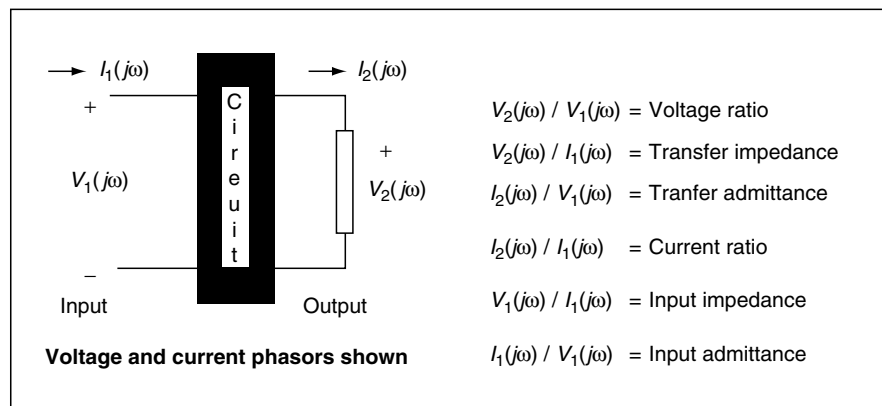 I₁(jω)
I₂(jω)
+
C
i
r
e
u
i
t
+
V₁(jω)
V₂(jω)
−
Input
Output
Voltage and current phasors shown
V₂(jω) / V₁(jω) = Voltage ratio
V₂(jω) / I₁(jω) = Transfer impedance
I₂(jω) / V₁(jω) = Tranfer admittance
I₂(jω) / I₁(jω) = Current ratio
V₁(jω) / I₁(jω) = Input impedance
I₁(jω) / V₁(jω) = Input admittance